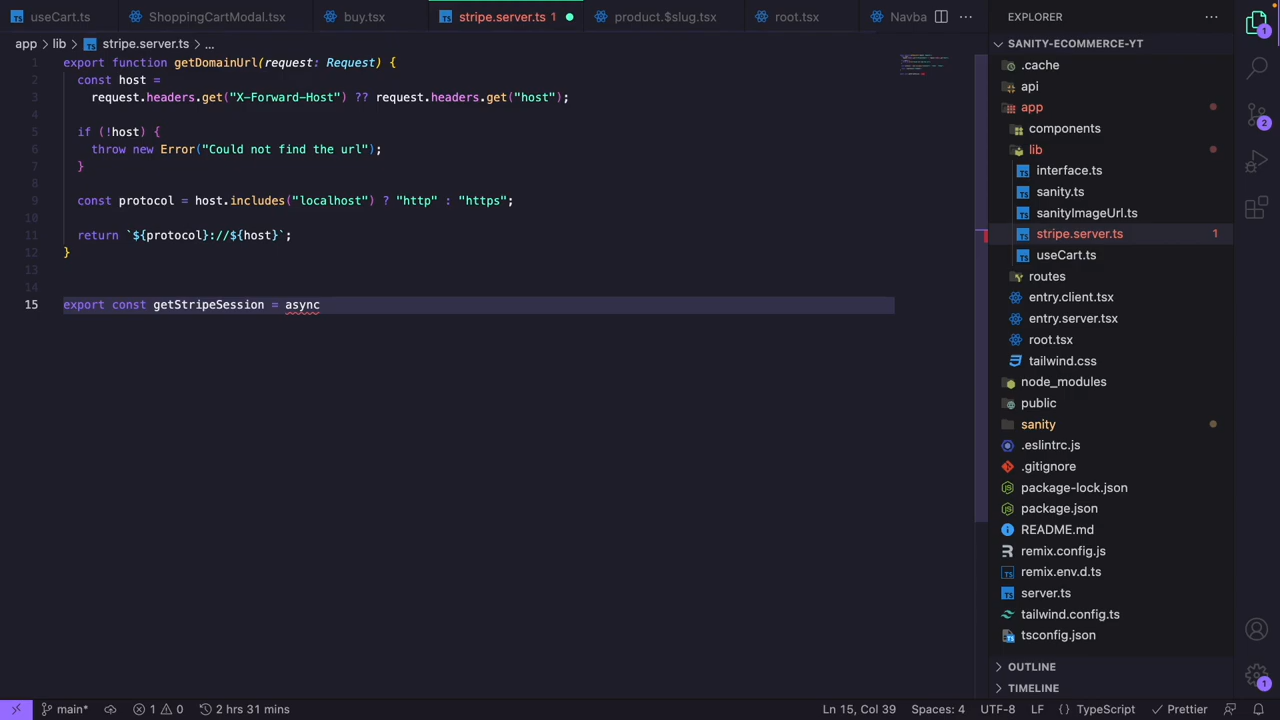 useCart.ts
ShoppingCartModal.tsx
buy.tsx
stripe.server.ts 1
product.$slug.tsx
root.tsx
Navba
EXPLORER
app > lib > stripe.server.ts > ...
1 export function getDomainUrl(request: Request) {
2 const host =
3 request.headers.get("X-Forward-Host") ?? request.headers.get("host");
4
5 if (!host) {
6 throw new Error("Could not find the url");
7 }
8
9 const protocol = host.includes("localhost") ? "http" : "https";
10
11 return `${protocol}://${host}`;
12 }
13
14
15 export const getStripeSession = async
SANITY-ECOMMERCE-YT
.cache
api
app
components
lib
interface.ts
sanity.ts
sanityImageUrl.ts
stripe.server.ts 1
useCart.ts
routes
entry.client.tsx
entry.server.tsx
root.tsx
tailwind.css
node_modules
public
sanity
.eslintrc.js
.gitignore
package-lock.json
package.json
README.md
remix.config.js
remix.env.d.ts
server.ts
tailwind.config.ts
tsconfig.json
OUTLINE
TIMELINE
1
2
1
main*
1 0
2 hrs 31 mins
Ln 15, Col 39
Spaces: 4
UTF-8
LF
{} TypeScript
Prettier